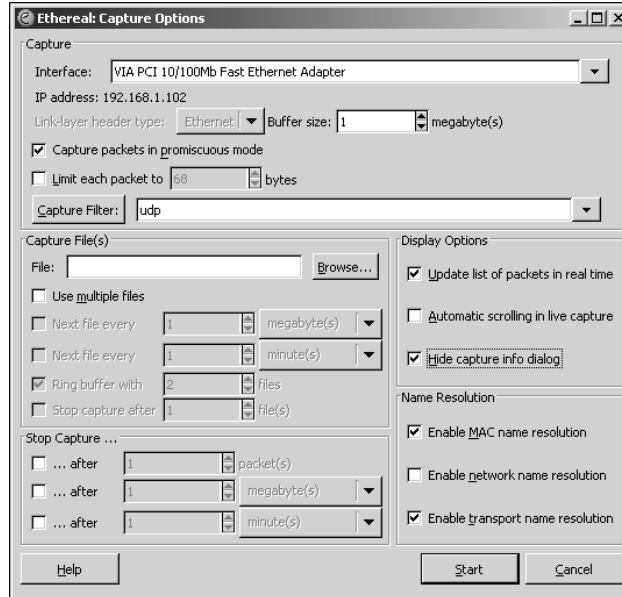 Ethereal: Capture Options
Capture
Interface: VIA PCI 10/100Mb Fast Ethernet Adapter
IP address: 192.168.1.102
Link-layer header type: Ethernet Buffer size: 1 megabyte(s)
Capture packets in promiscuous mode
Limit each packet to 68 bytes
Capture Filter: udp
Capture File(s)
File: Browse...
Use multiple files
Next file every 1 megabyte(s)
Next file every 1 minute(s)
Ring buffer with 2 files
Stop capture after 1 file(s)
Display Options
Update list of packets in real time
Automatic scrolling in live capture
Hide capture info dialog
Stop Capture ...
... after 1 packet(s)
... after 1 megabyte(s)
... after 1 minute(s)
Name Resolution
Enable MAC name resolution
Enable network name resolution
Enable transport name resolution
Help Start Cancel